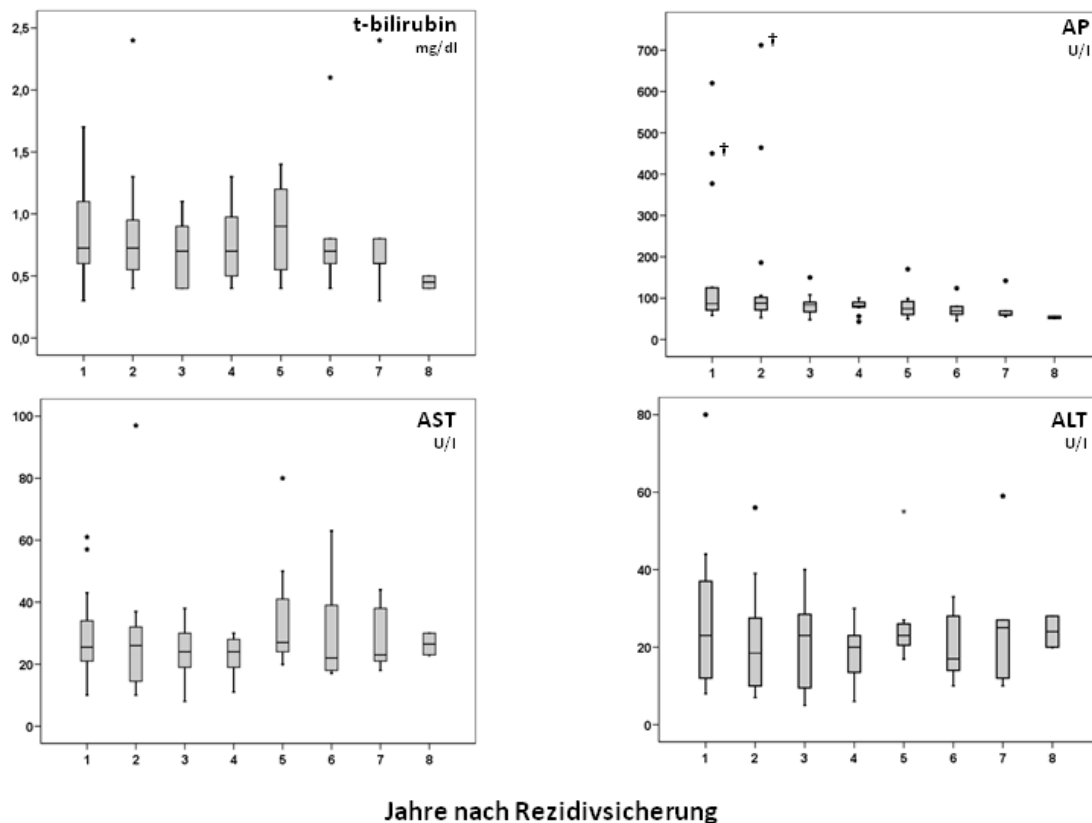 t-bilirubin
mg/dl
2,5
2,0
1,5
1,0
0,5
0,0
1 2 3 4 5 6 7 8
AP
U/l
700
600
500
400
300
200
100
0
†
†
1 2 3 4 5 6 7 8
AST
U/l
100
80
60
40
20
0
1 2 3 4 5 6 7 8
ALT
U/l
80
60
40
20
0
1 2 3 4 5 6 7 8
Jahre nach Rezidivsicherung